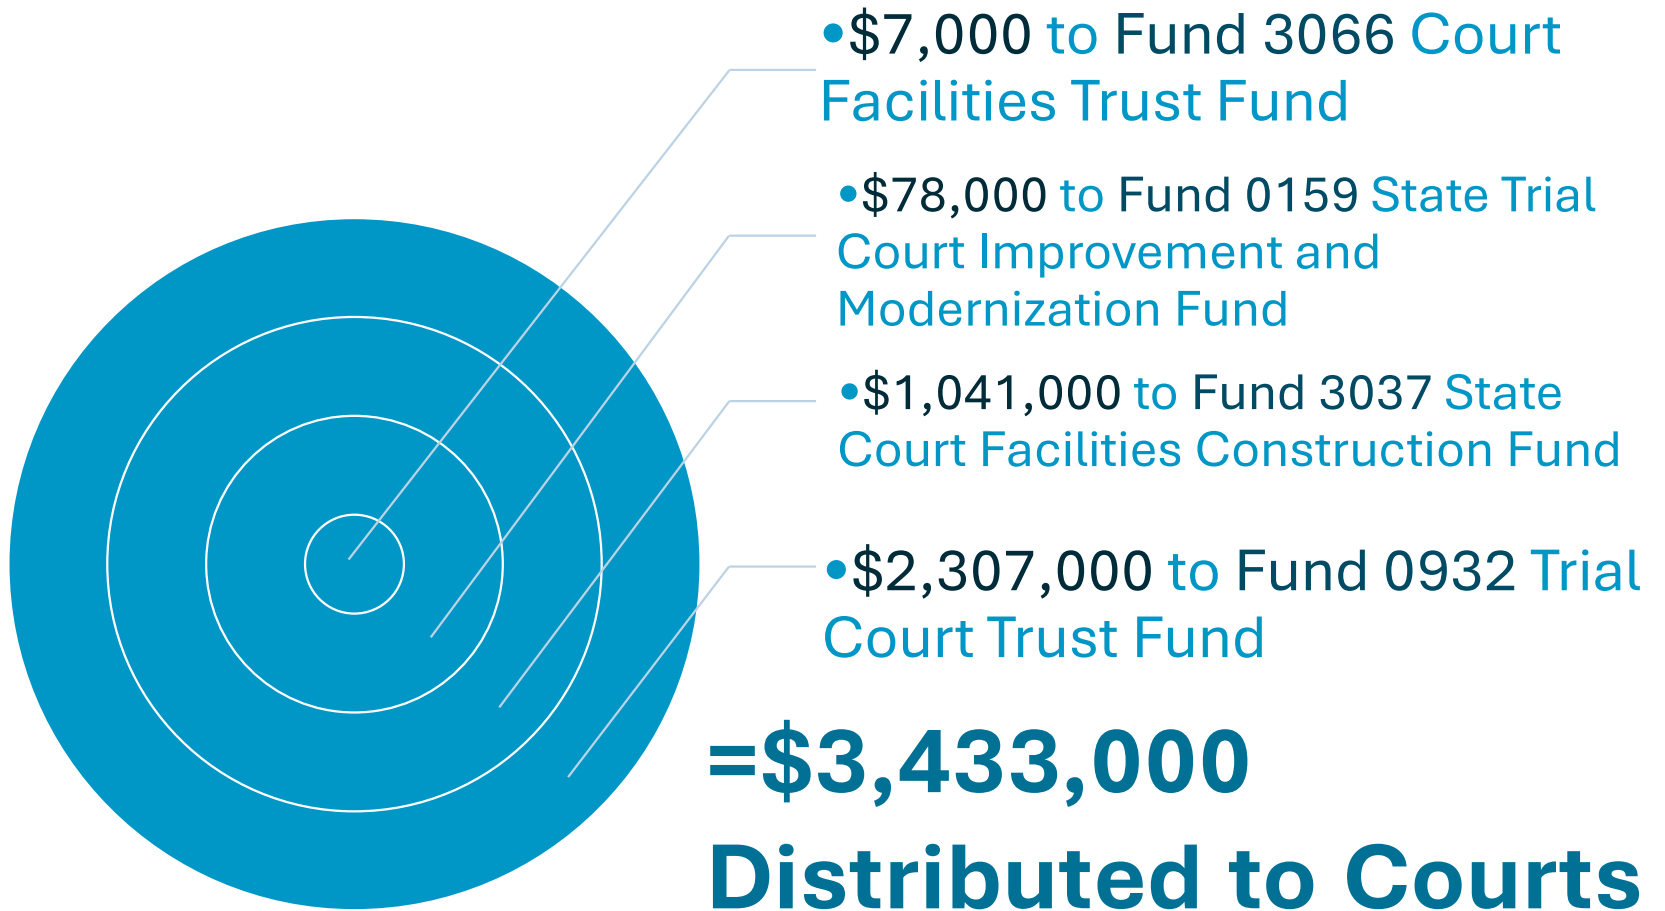 •$7,000 to Fund 3066 Court
Facilities Trust Fund
•$78,000 to Fund 0159 State Trial
Court Improvement and
Modernization Fund
•$1,041,000 to Fund 3037 State
Court Facilities Construction Fund
•$2,307,000 to Fund 0932 Trial
Court Trust Fund
=$3,433,000
Distributed to Courts